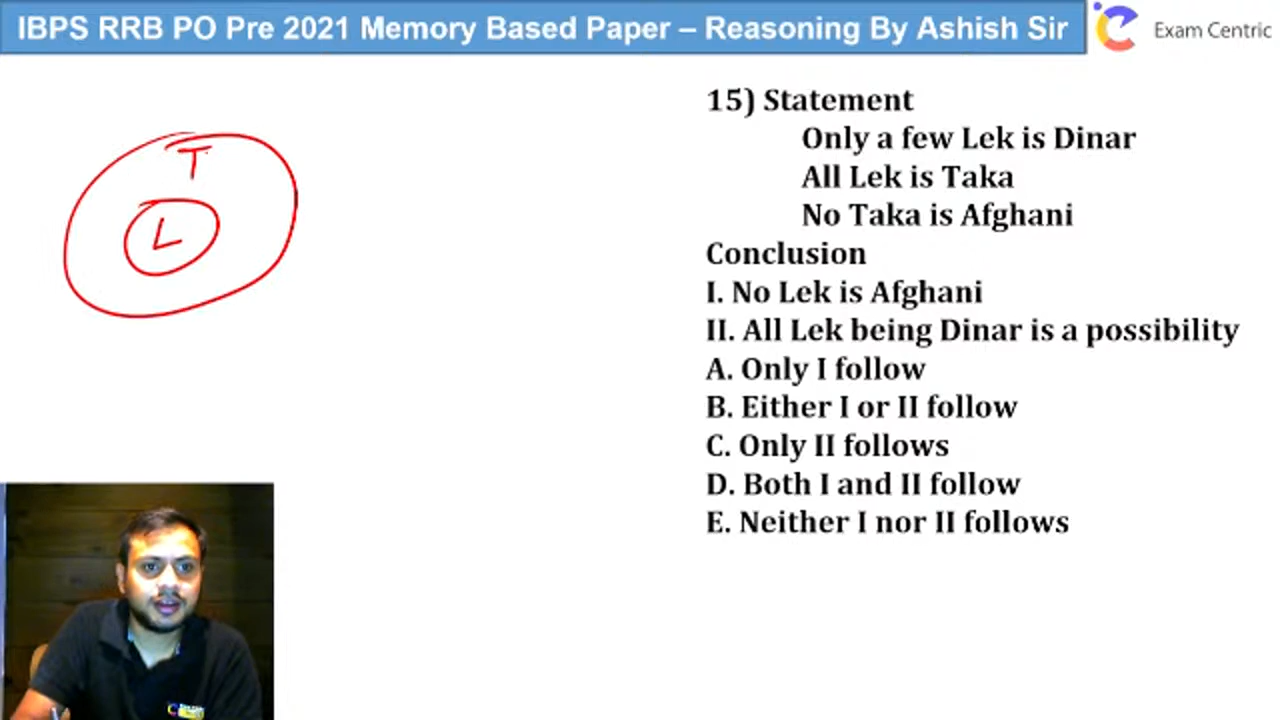 IBPS RRB PO Pre 2021 Memory Based Paper – Reasoning By Ashish Sir
Exam Centric
T
L
15) Statement
Only a few Lek is Dinar
All Lek is Taka
No Taka is Afghani
Conclusion
I. No Lek is Afghani
II. All Lek being Dinar is a possibility
A. Only I follow
B. Either I or II follow
C. Only II follows
D. Both I and II follow
E. Neither I nor II follows